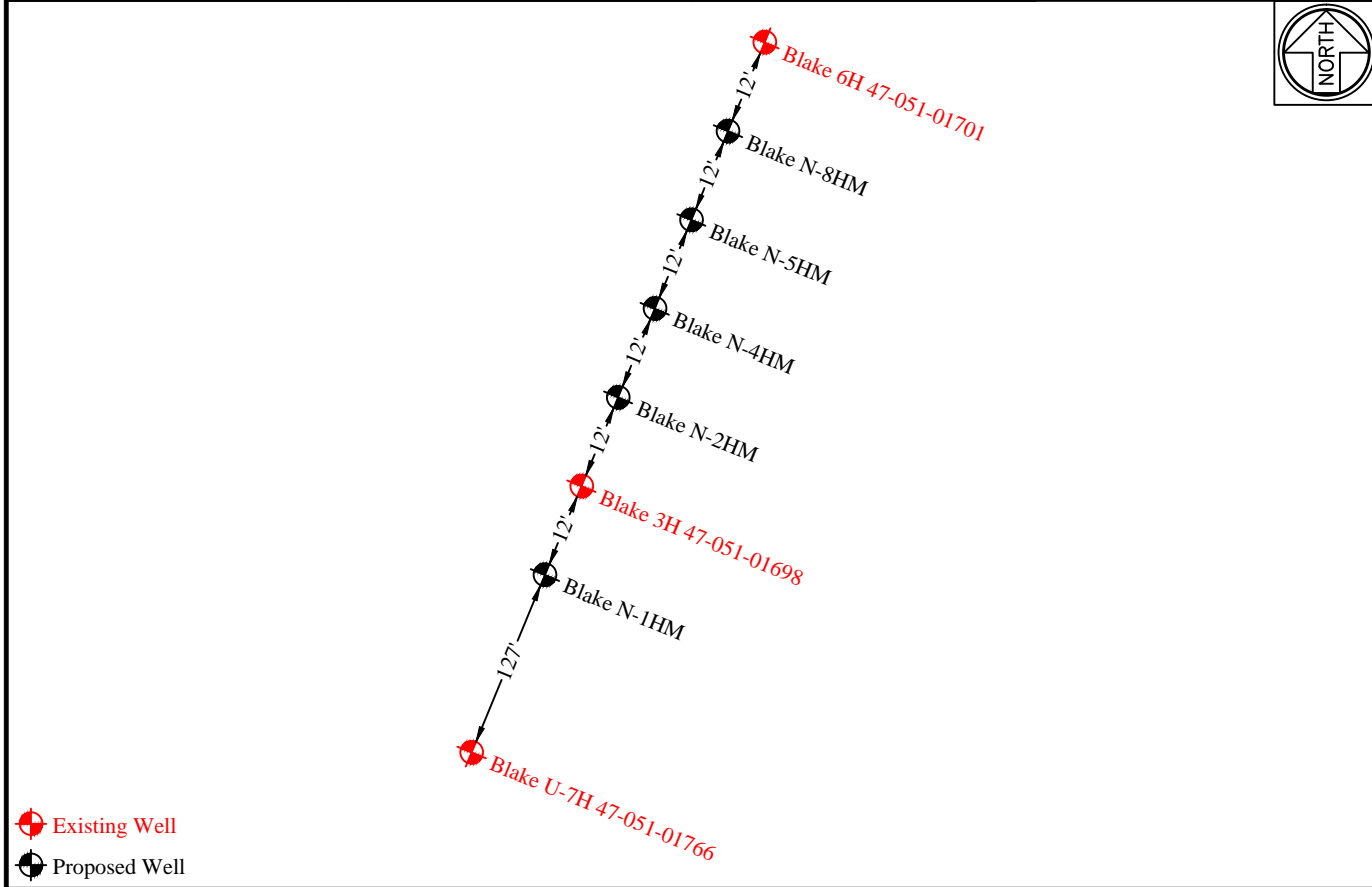 NORTH
Blake 6H 47-051-01701
12'
Blake N-8HM
12'
Blake N-5HM
12'
Blake N-4HM
12'
Blake N-2HM
12'
Blake 3H 47-051-01698
12'
Blake N-1HM
127'
Blake U-7H 47-051-01766
Existing Well
Proposed Well